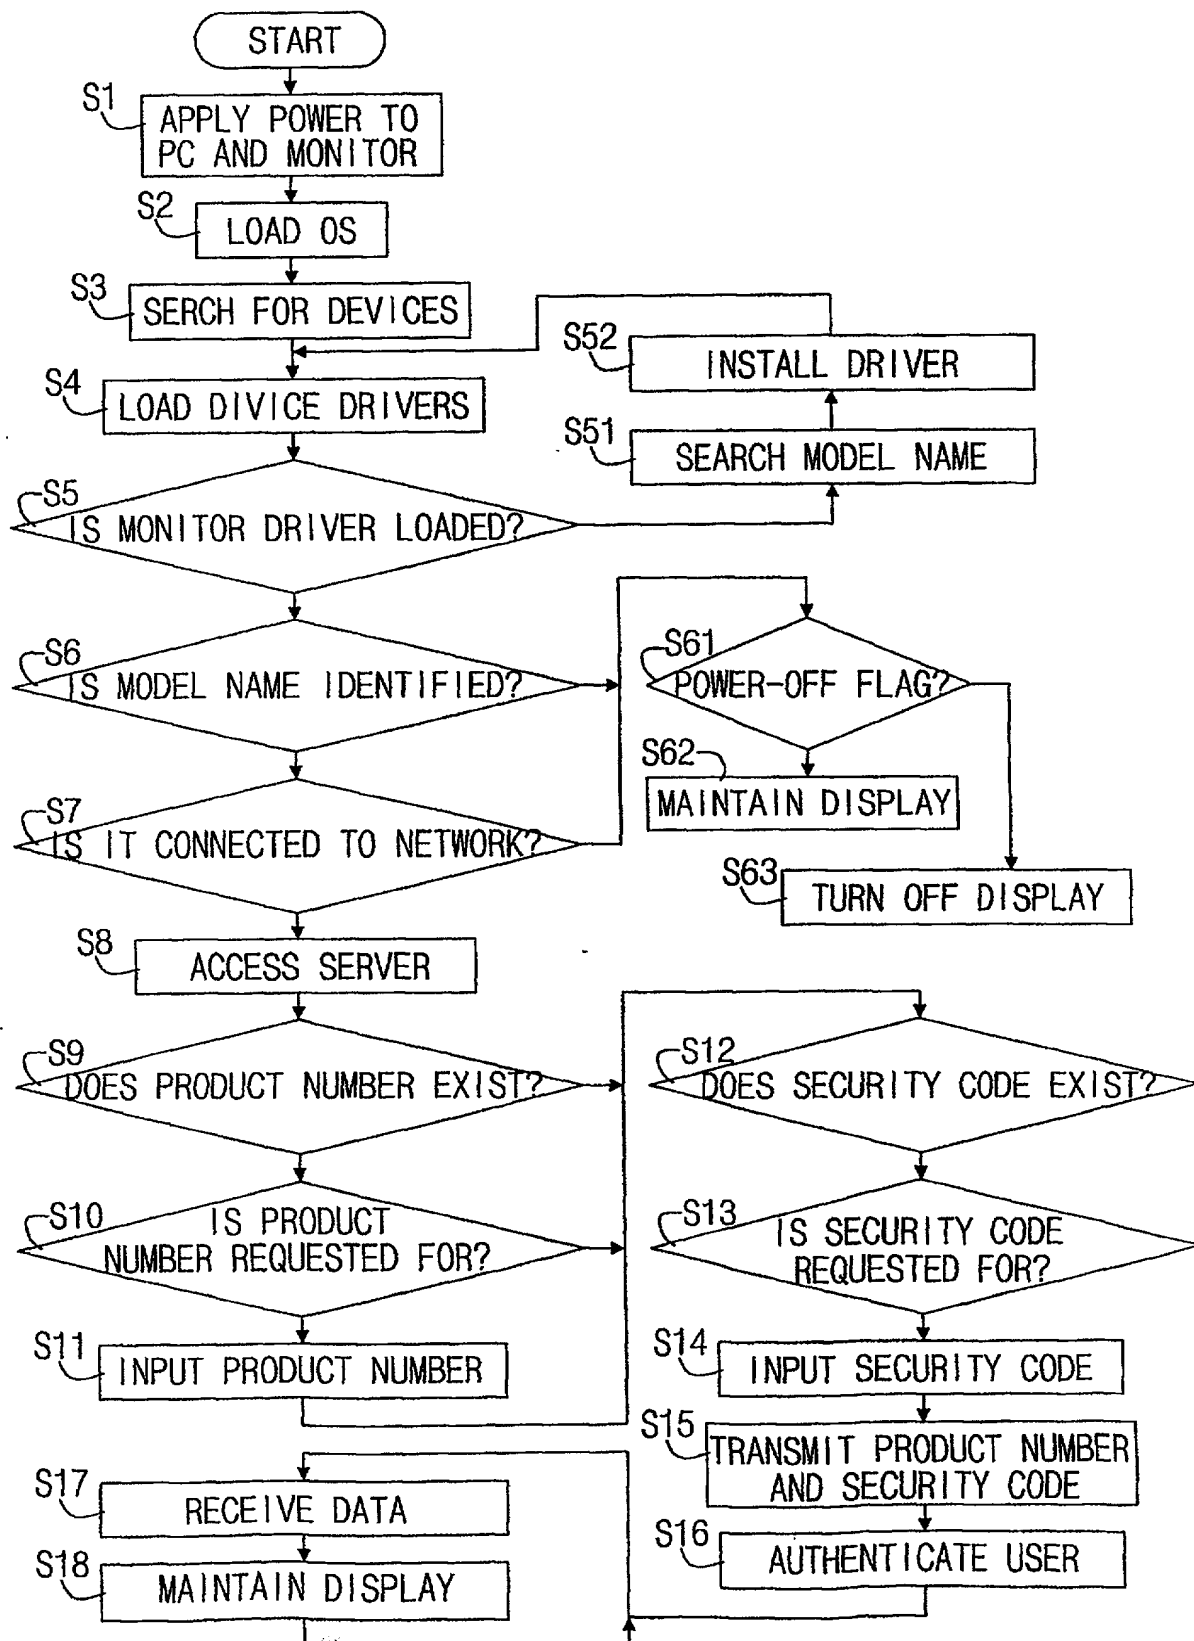 START
S1
APPLY POWER TO
PC AND MONITOR
S2
LOAD OS
S3
SERCH FOR DEVICES
S4
LOAD DIVICE DRIVERS
S52
INSTALL DRIVER
S51
SEARCH MODEL NAME
S5
IS MONITOR DRIVER LOADED?
S6
IS MODEL NAME IDENTIFIED?
S61
POWER-OFF FLAG?
S62
MAINTAIN DISPLAY
S7
IS IT CONNECTED TO NETWORK?
S63
TURN OFF DISPLAY
S8
ACCESS SERVER
S9
DOES PRODUCT NUMBER EXIST?
S12
DOES SECURITY CODE EXIST?
S10
IS PRODUCT
NUMBER REQUESTED FOR?
S13
IS SECURITY CODE
REQUESTED FOR?
S11
INPUT PRODUCT NUMBER
S14
INPUT SECURITY CODE
S15
TRANSMIT PRODUCT NUMBER
AND SECURITY CODE
S17
RECEIVE DATA
S16
AUTHENTICATE USER
S18
MAINTAIN DISPLAY